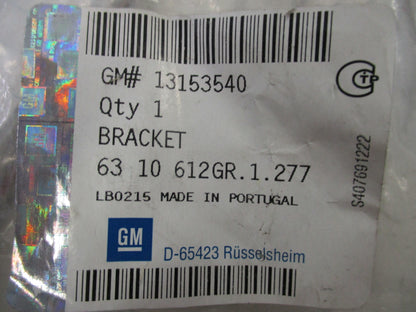 GM# 13153540
Qty 1
BRACKET
63 10 612GR.1.277
LB0215 MADE IN PORTUGAL
GM
D-65423 Rüsselsheim
S407691222